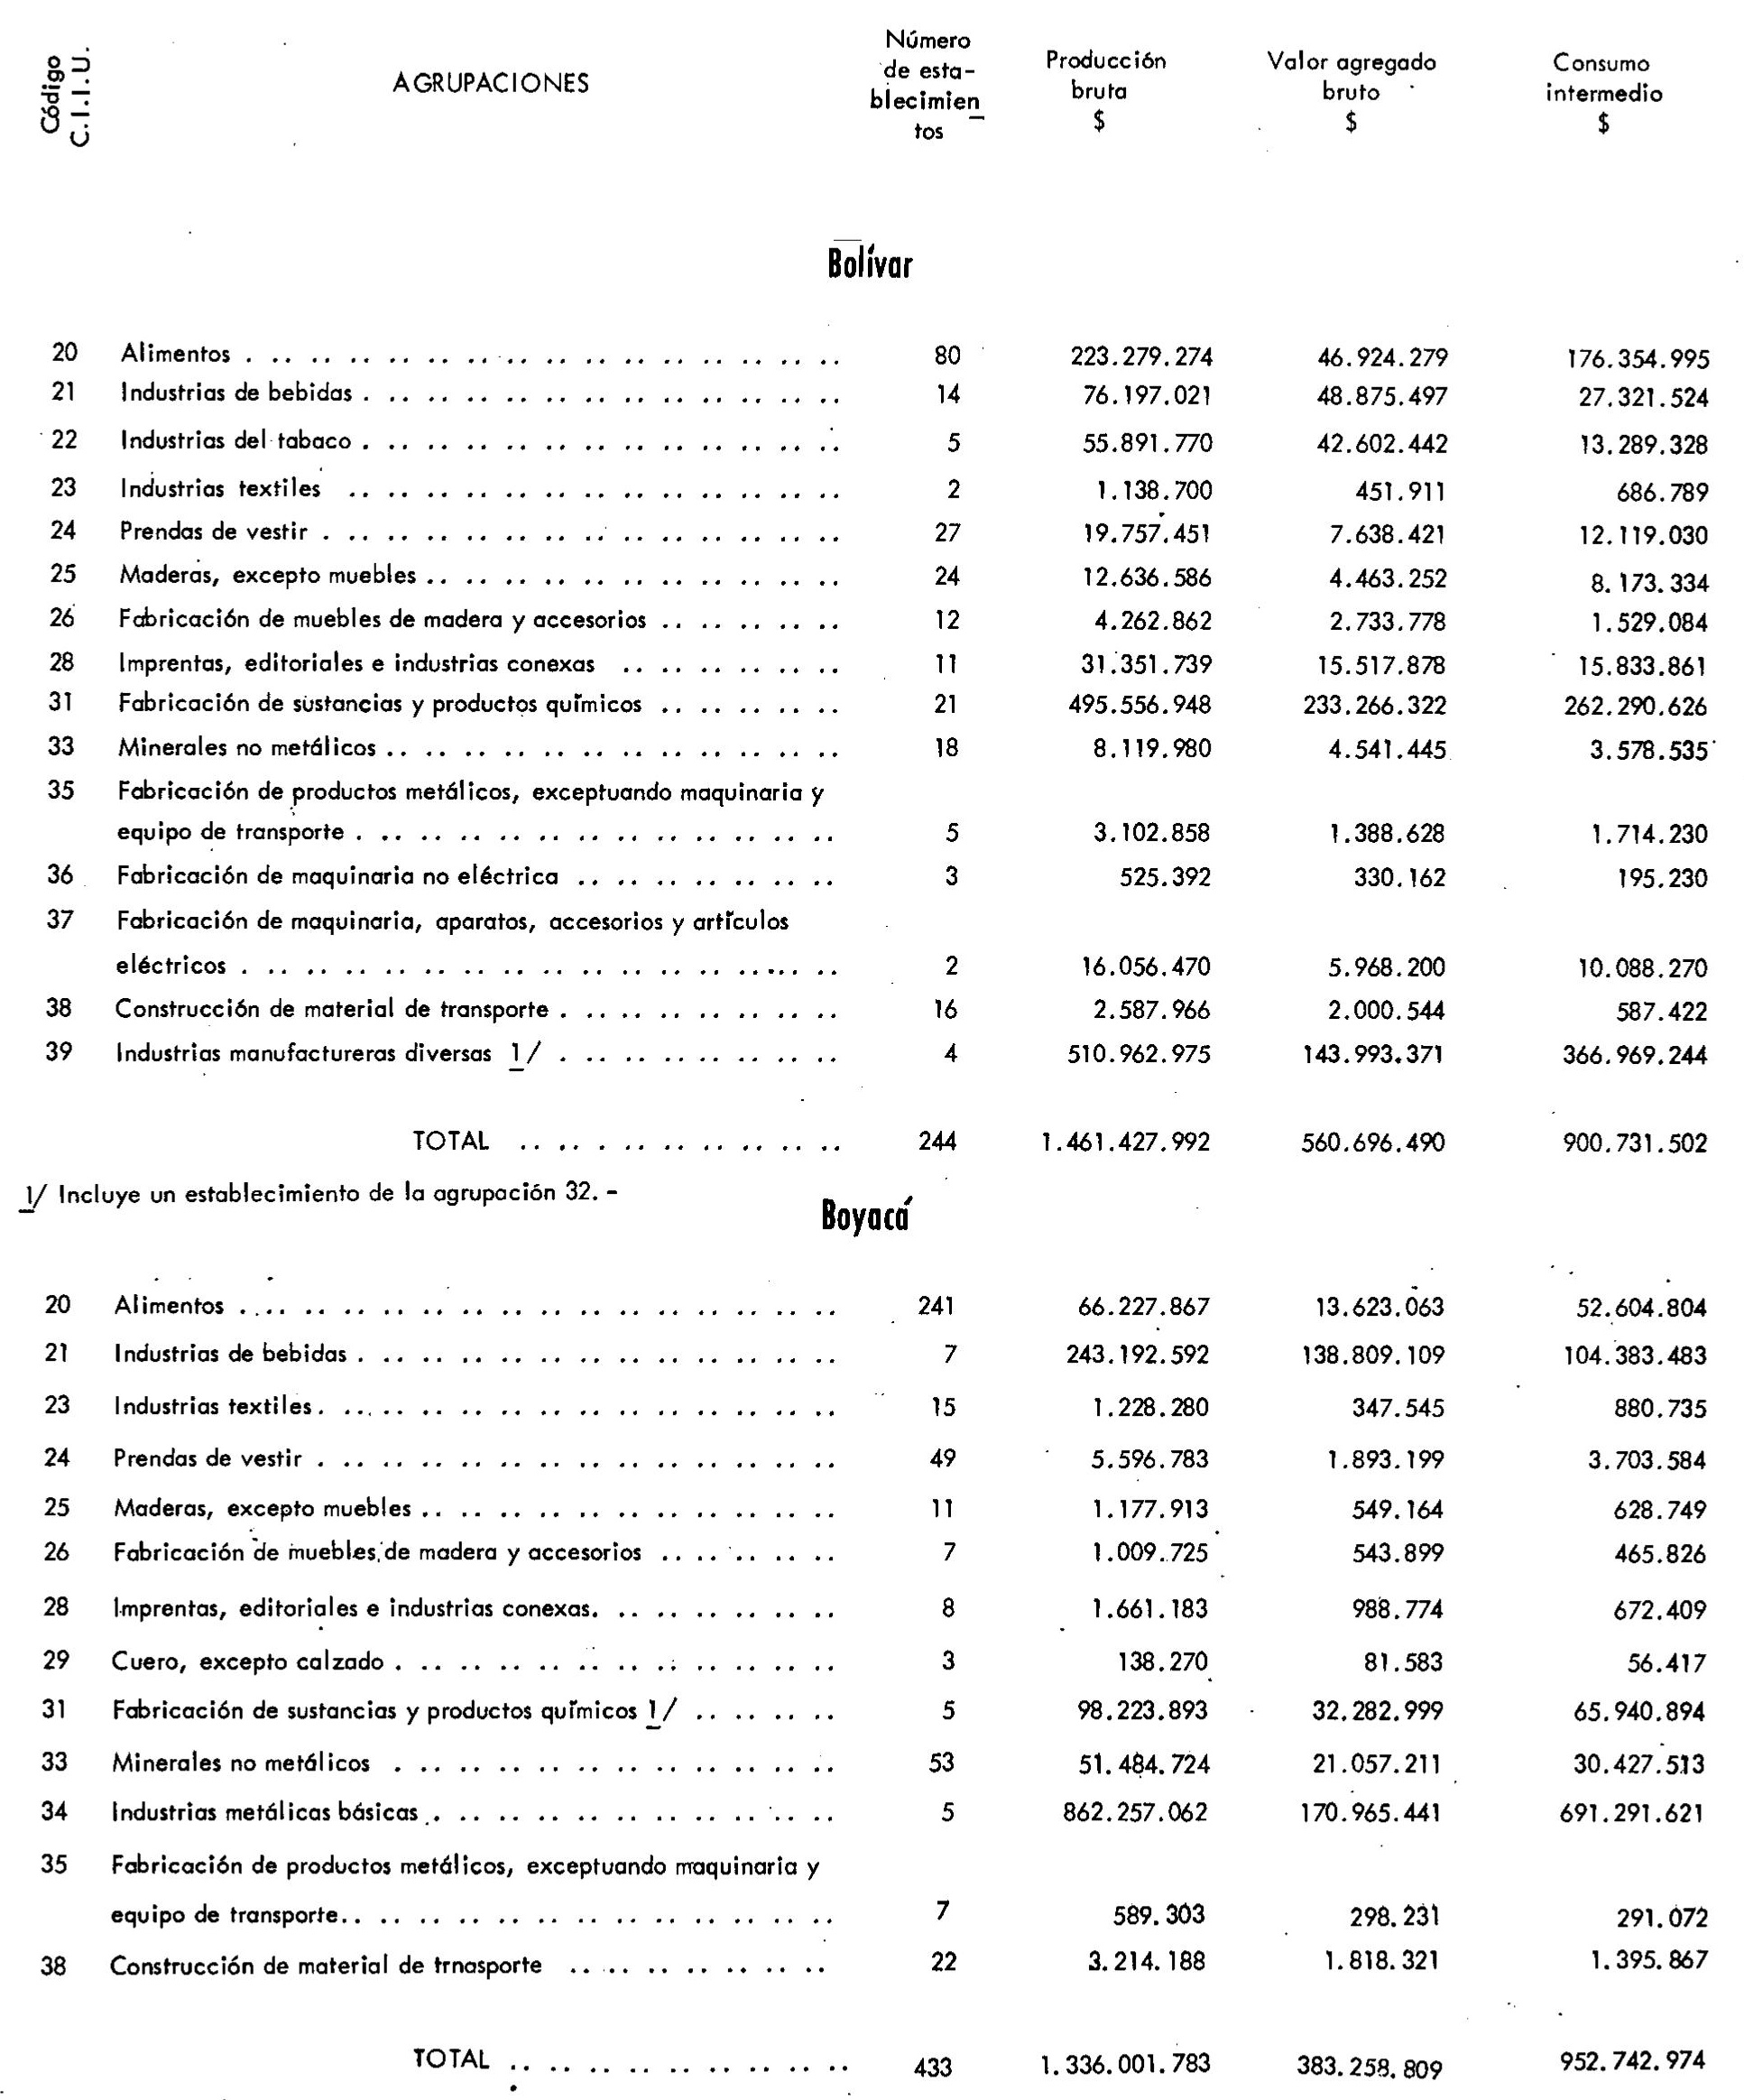 Código C.I.I.U. AGRUPACIONES Número de esta- blecimien tos Producción bruta $ Valor agregado bruto $ Consumo intermedio $
Bolívar
20 Alimentos 80 223.279.274 46.924.279 176.354.995
21 Industrias de bebidas 14 76.197.021 48.875.497 27.321.524
22 Industrias del tabaco 5 55.891.770 42.602.442 13.289.328
23 Industrias textiles 2 1.138.700 451.911 686.789
24 Prendas de vestir 27 19.757.451 7.638.421 12.119.030
25 Maderas, excepto muebles 24 12.636.586 4.463.252 8.173.334
26 Fabricación de muebles de madera y accesorios 12 4.262.862 2.733.778 1.529.084
28 Imprentas, editoriales e industrias conexas 11 31.351.739 15.517.878 15.833.861
31 Fabricación de sustancias y productos químicos 21 495.556.948 233.266.322 262.290.626
33 Minerales no metálicos 18 8.119.980 4.541.445 3.578.535
35 Fabricación de productos metálicos, exceptuando maquinaria y
equipo de transporte 5 3.102.858 1.388.628 1.714.230
36 Fabricación de maquinaria no eléctrica 3 525.392 330.162 195.230
37 Fabricación de maquinaria, aparatos, accesorios y artículos
eléctricos 2 16.056.470 5.968.200 10.088.270
38 Construcción de material de transporte 16 2.587.966 2.000.544 587.422
39 Industrias manufactureras diversas 1/ 4 510.962.975 143.993.371 366.969.244
TOTAL 244 1.461.427.992 560.696.490 900.731.502
1/ Incluye un establecimiento de la agrupación 32. -
Boyacá
20 Alimentos 241 66.227.867 13.623.063 52.604.804
21 Industrias de bebidas 7 243.192.592 138.809.109 104.383.483
23 Industrias textiles 15 1.228.280 347.545 880.735
24 Prendas de vestir 49 5.596.783 1.893.199 3.703.584
25 Maderas, excepto muebles 11 1.177.913 549.164 628.749
26 Fabricación de muebles de madera y accesorios 7 1.009.725 543.899 465.826
28 Imprentas, editoriales e industrias conexas 8 1.661.183 988.774 672.409
29 Cuero, excepto calzado 3 138.270 81.583 56.417
31 Fabricación de sustancias y productos químicos 1/ 5 98.223.893 32.282.999 65.940.894
33 Minerales no metálicos 53 51.484.724 21.057.211 30.427.513
34 Industrias metálicas básicas 5 862.257.062 170.965.441 691.291.621
35 Fabricación de productos metálicos, exceptuando maquinaria y
equipo de transporte 7 589.303 298.231 291.072
38 Construcción de material de trnasporte 22 3.214.188 1.818.321 1.395.867
TOTAL 433 1.336.001.783 383.258.809 952.742.974